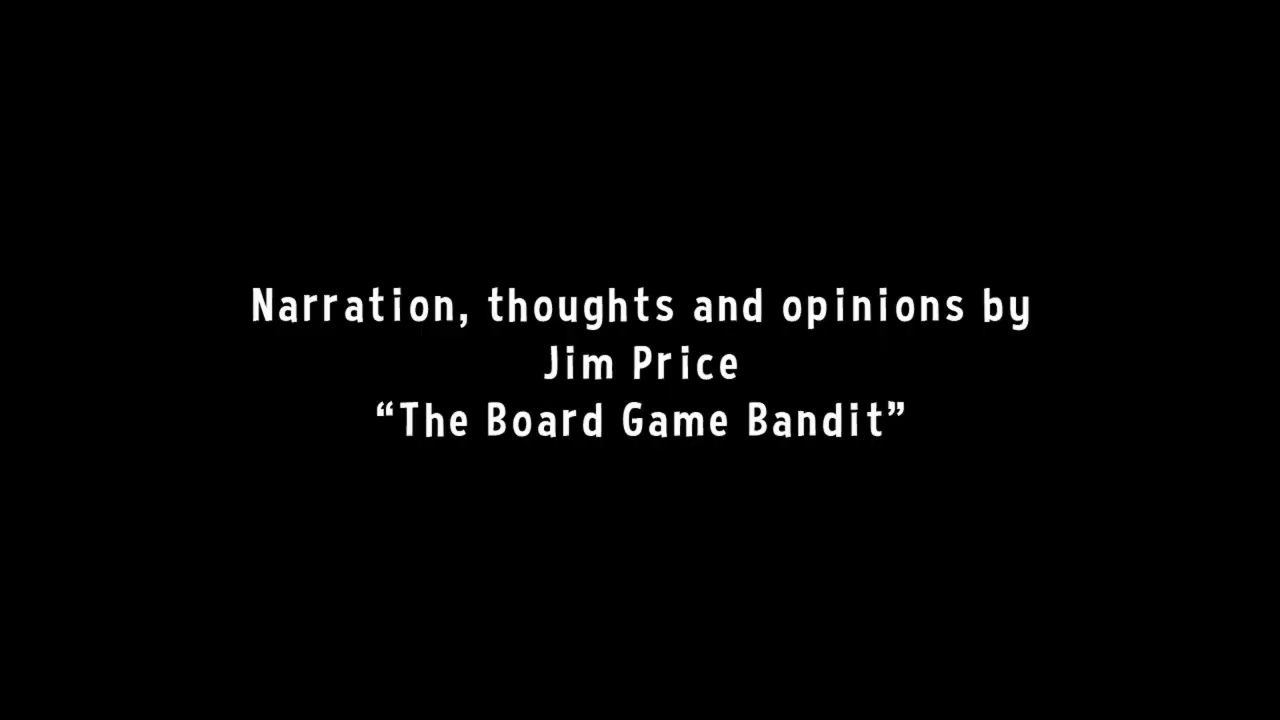 Narration, thoughts and opinions by
Jim Price
“The Board Game Bandit”